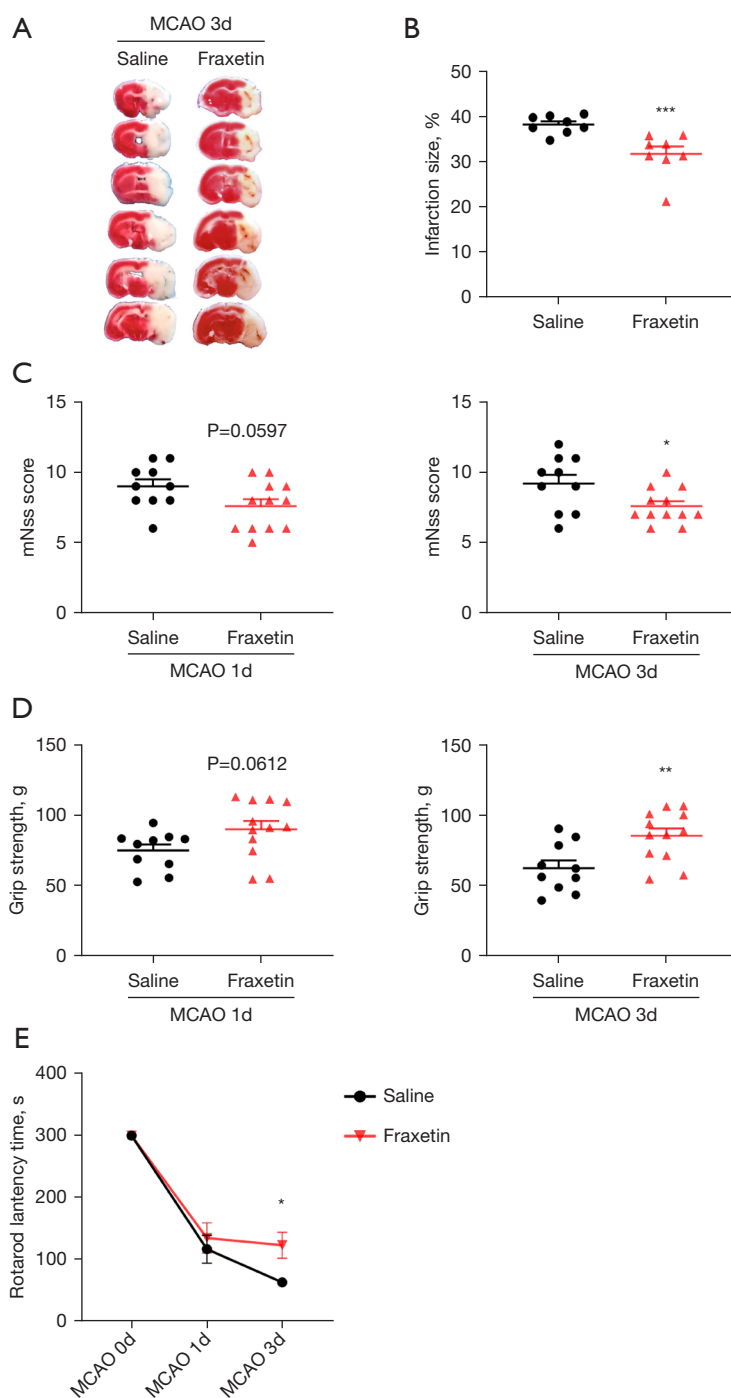 A
MCAO 3d
Saline Fraxetin
B
Infarction size, %
50
40
30
20
10
0
***
Saline Fraxetin
C
mNss score
15
10
5
0
P=0.0597
Saline Fraxetin
MCAO 1d
mNss score
15
10
5
0
*
Saline Fraxetin
MCAO 3d
D
Grip strength, g
150
100
50
0
P=0.0612
Saline Fraxetin
MCAO 1d
Grip strength, g
150
100
50
0
**
Saline Fraxetin
MCAO 3d
E
Rotarod lantency time, s
400
300
200
100
0
*
MCAO 0d
MCAO 1d
MCAO 3d
Saline
Fraxetin